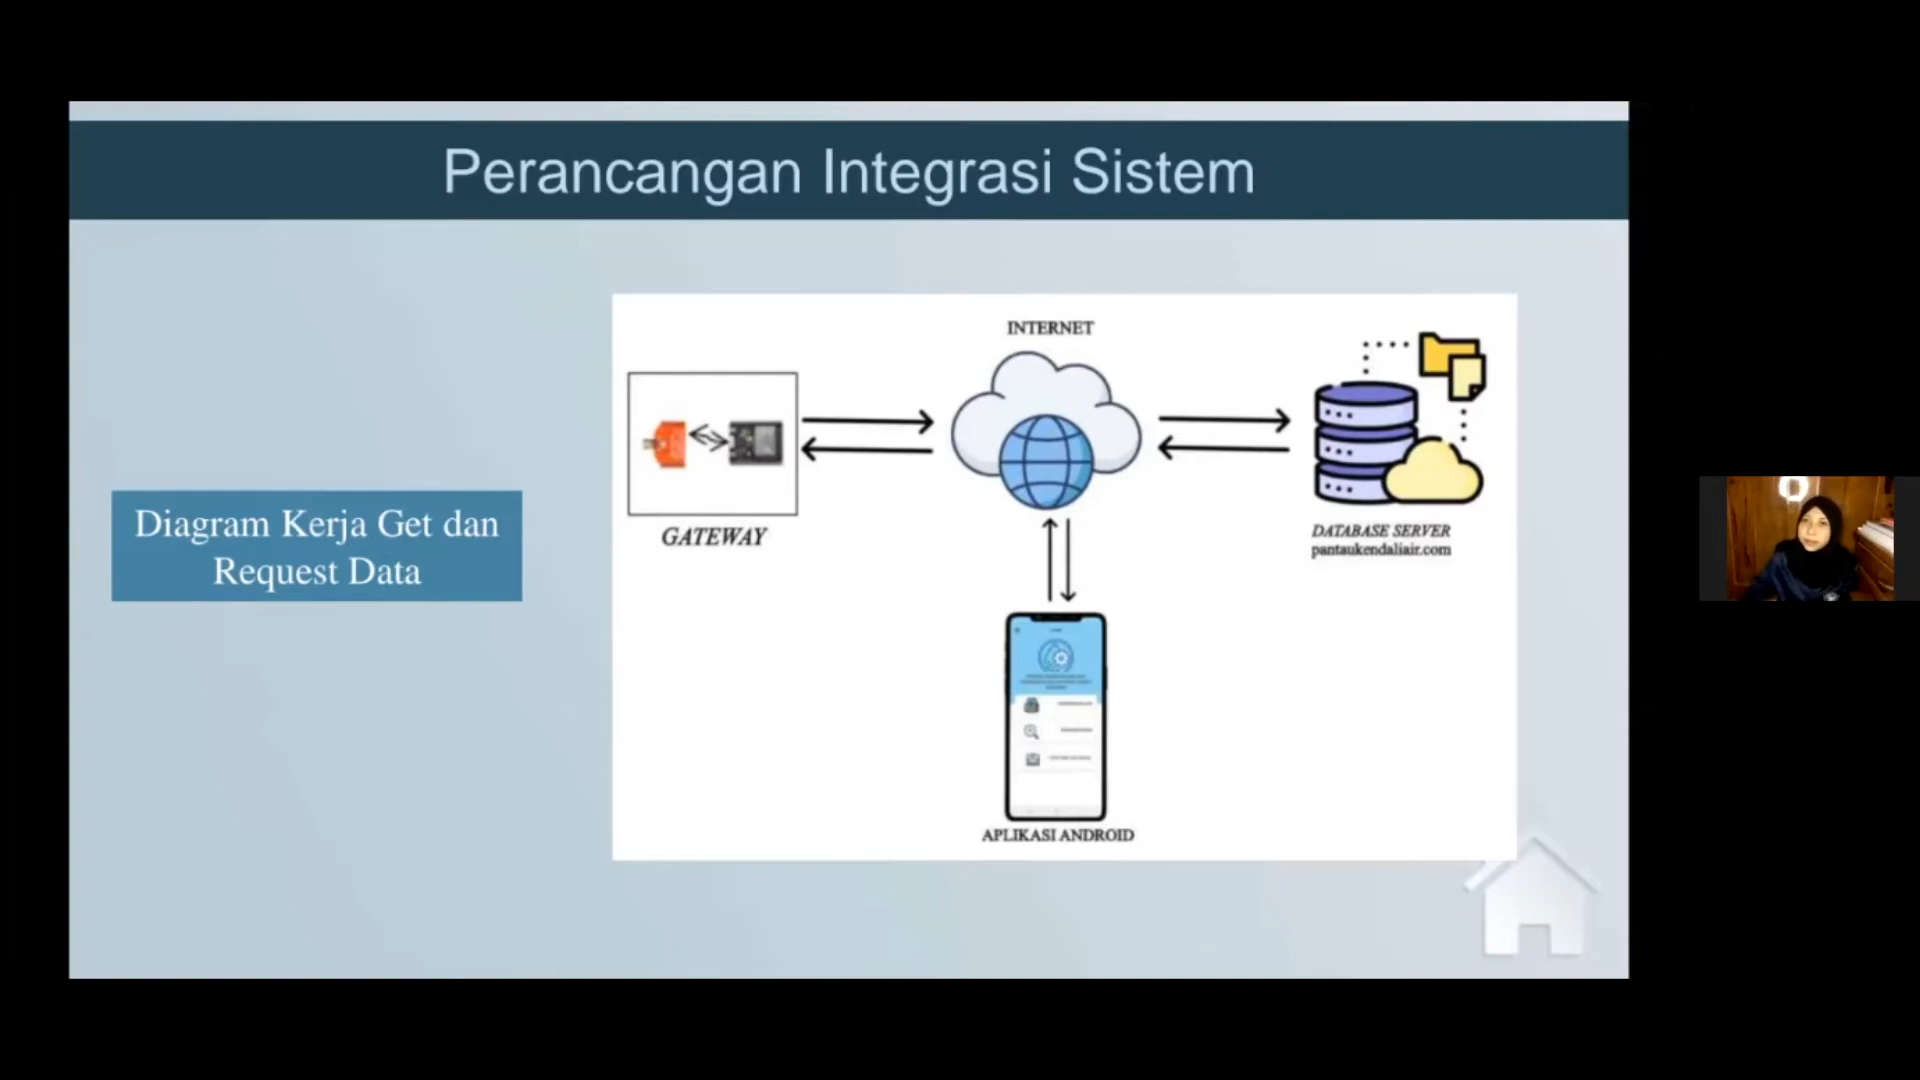 Perancangan Integrasi Sistem
Diagram Kerja Get dan
Request Data
INTERNET
GATEWAY
DATABASE SERVER
pantaukendaliair.com
APLIKASI ANDROID